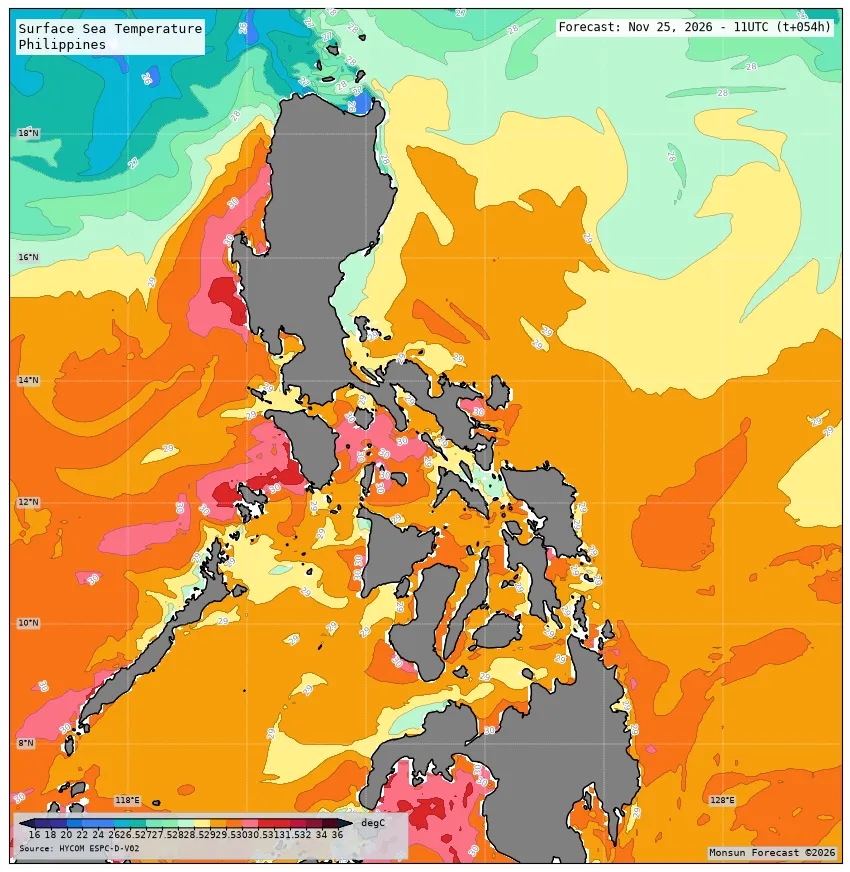 Surface Sea Temperature
Philippines
Forecast: Nov 25, 2026 - 11UTC (t+054h)
18°N
16°N
14°N
12°N
10°N
8°N
118°E
128°E
16 18 20 22 24 26 26.5 27 27.5 28 28.5 29 29.5 30 30.5 31 31.5 32 34 36 degC
Source: HYCOM ESPC-D-V02
Monsun Forecast ©2026